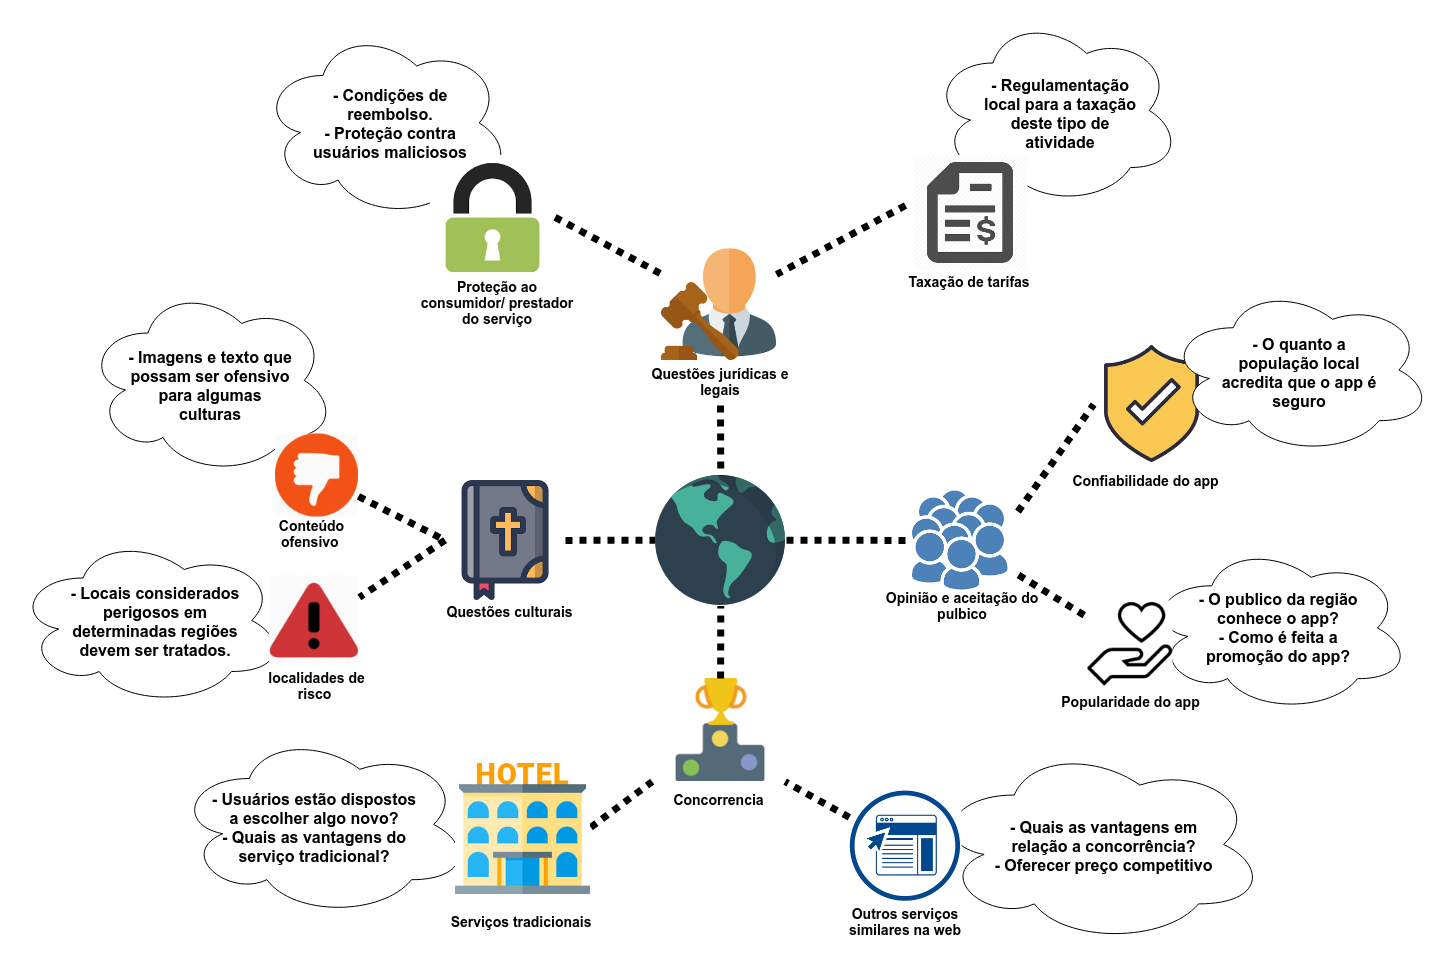 - Condições de
reembolso.
- Proteção contra
usuários maliciosos
- Regulamentação
local para a taxação
deste tipo de
atividade
$
Proteção ao
consumidor/ prestador
do serviço
Taxação de tarifas
Questões jurídicas e
legais
- Imagens e texto que
possam ser ofensivo
para algumas
culturas
- O quanto a
população local
acredita que o app é
seguro
Conteúdo
ofensivo
Confiabilidade do app
- Locais considerados
perigosos em
determinadas regiões
devem ser tratados.
Questões culturais
Opinião e aceitação do
pulbico
- O publico da região
conhece o app?
- Como é feita a
promoção do app?
localidades de
risco
Popularidade do app
- Usuários estão dispostos
a escolher algo novo?
- Quais as vantagens do
serviço tradicional?
HOTEL
Serviços tradicionais
Concorrencia
- Quais as vantagens em
relação a concorrência?
- Oferecer preço competitivo
Outros serviços
similares na web